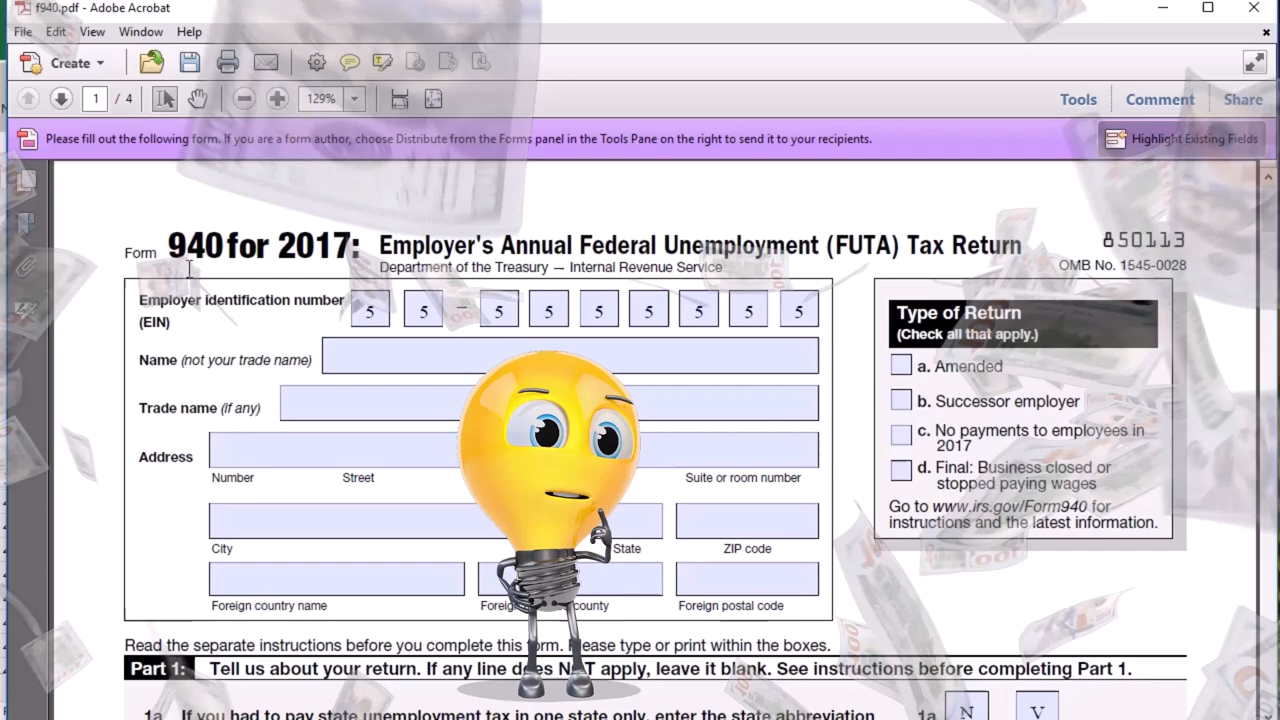 f940.pdf - Adobe Acrobat
File Edit View Window Help
Create
1 / 4 129% Tools Comment Share
Please fill out the following form. If you are a form author, choose Distribute from the Forms panel in the Tools Pane on the right to send it to your recipients. Highlight Existing Fields
Form 940 for 2017: Employer's Annual Federal Unemployment (FUTA) Tax Return 850113
Department of the Treasury — Internal Revenue Service OMB No. 1545-0028
Employer identification number
(EIN)
5 5 – 5 5 5 5 5 5 5
Name (not your trade name)
Trade name (if any)
Address
Number Street Suite or room number
City State ZIP code
Foreign country name county Foreign postal code
Type of Return
(Check all that apply.)
a. Amended
b. Successor employer
c. No payments to employees in
2017
d. Final: Business closed or
stopped paying wages
Go to www.irs.gov/Form940 for
instructions and the latest information.
Read the separate instructions before you complete this form. Please type or print within the boxes.
Part 1: Tell us about your return. If any line does NOT apply, leave it blank. See instructions before completing Part 1.
1a If you had to pay state unemployment tax in one state only, enter the state abbreviation 1a N V